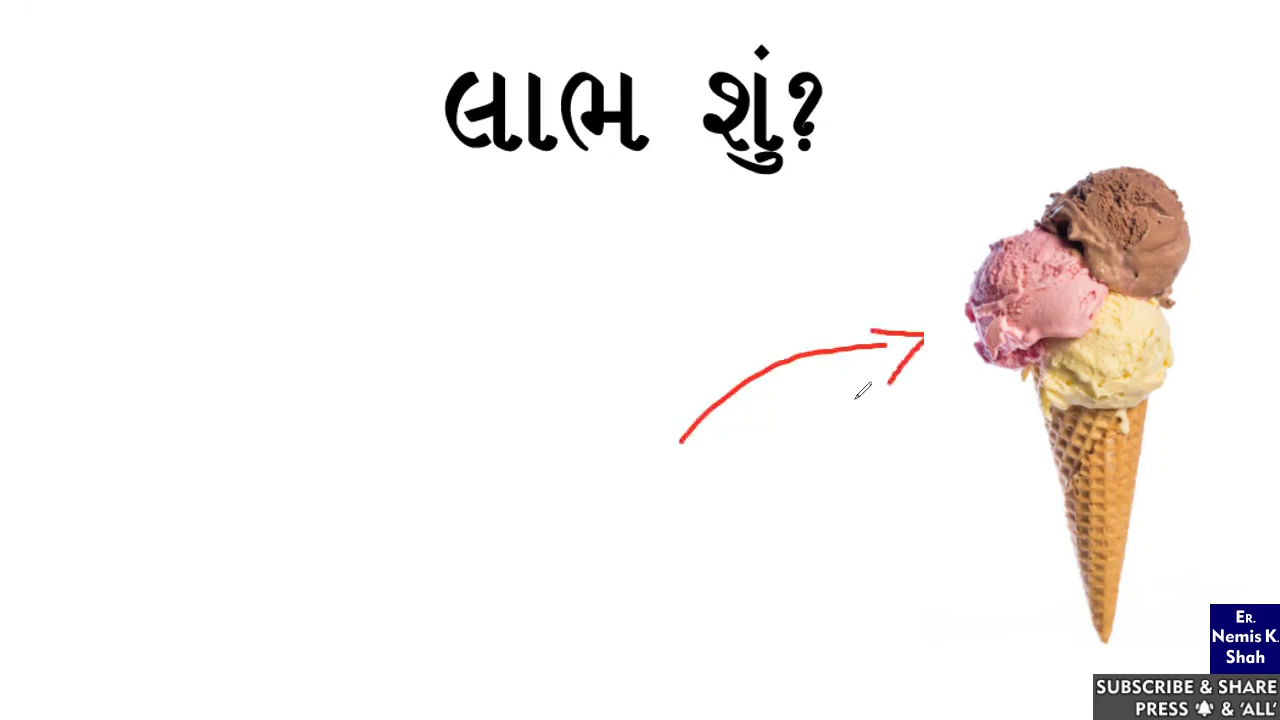 લાભ શું?
ER.
Nemis K.
Shah
SUBSCRIBE & SHARE
PRESS 🔔 & 'ALL'